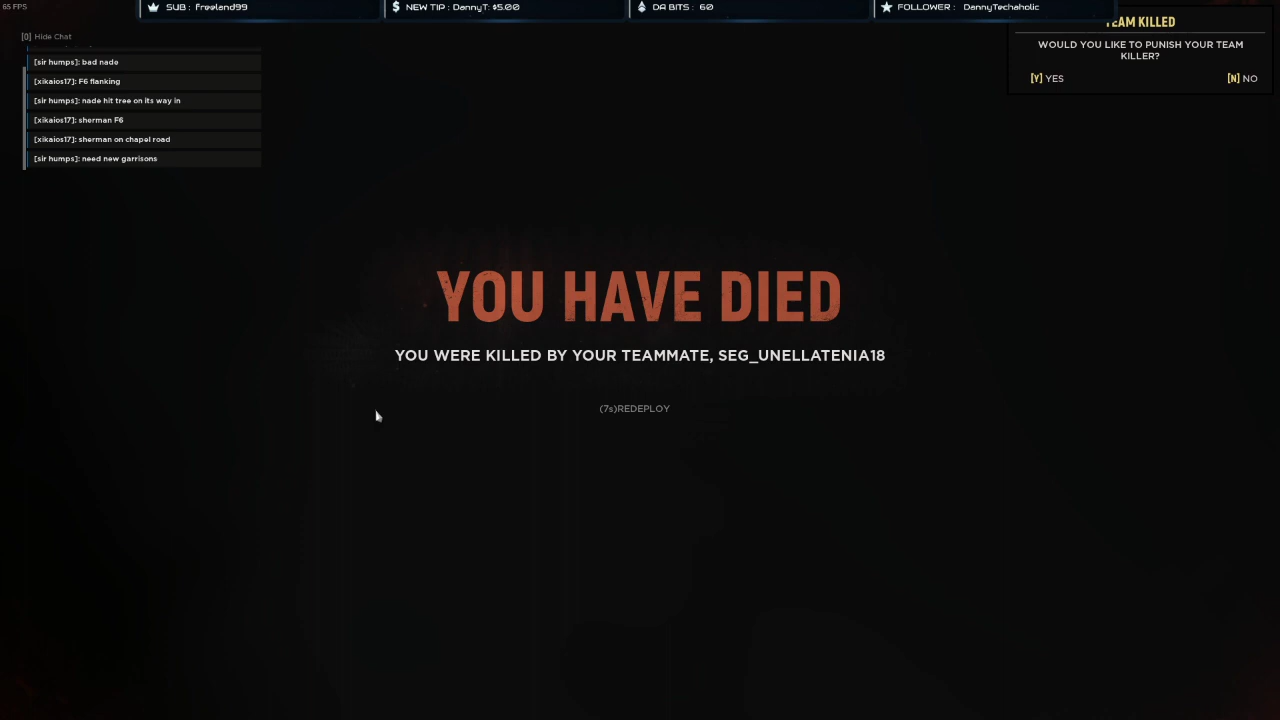 65 FPS
SUB : Freeland99
NEW TIP : DannyT: $5.00
DA BITS : 60
FOLLOWER : DannyTechaholic
[0] Hide Chat
[sir humps]: bad nade
[xikaios17]: F6 flanking
[sir humps]: nade hit tree on its way in
[xikaios17]: sherman F6
[xikaios17]: sherman on chapel road
[sir humps]: need new garrisons
TEAM KILLED
WOULD YOU LIKE TO PUNISH YOUR TEAM
KILLER?
[Y] YES
[N] NO
YOU HAVE DIED
YOU WERE KILLED BY YOUR TEAMMATE, SEG_UNELLATENIA18
(7s)REDEPLOY